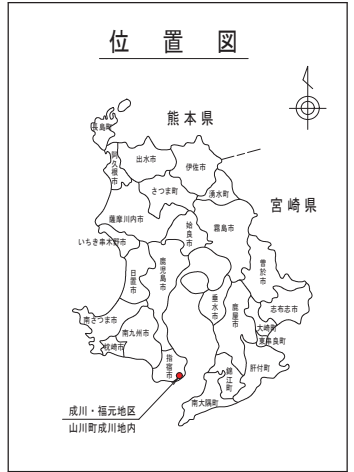 位置図
熊本県
長島町
出水市
伊佐市
阿久根市
さつま町
湧水町
宮崎県
薩摩川内市
姶良市
霧島市
いちき串木野市
鹿児島市
曽於市
日置市
垂水市
鹿屋市
志布志市
南さつま市
大崎町
南九州市
東串良町
枕崎市
指宿市
錦江町
肝付町
南大隅町
成川・福元地区
山川町成川地内